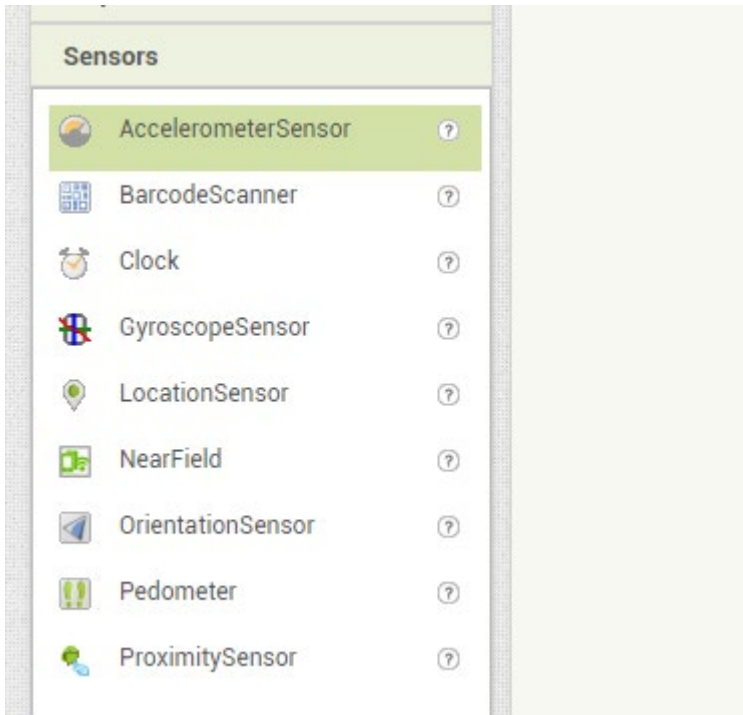 Sensors
AccelerometerSensor ?
BarcodeScanner ?
Clock ?
GyroscopeSensor ?
LocationSensor ?
NearField ?
OrientationSensor ?
Pedometer ?
ProximitySensor ?